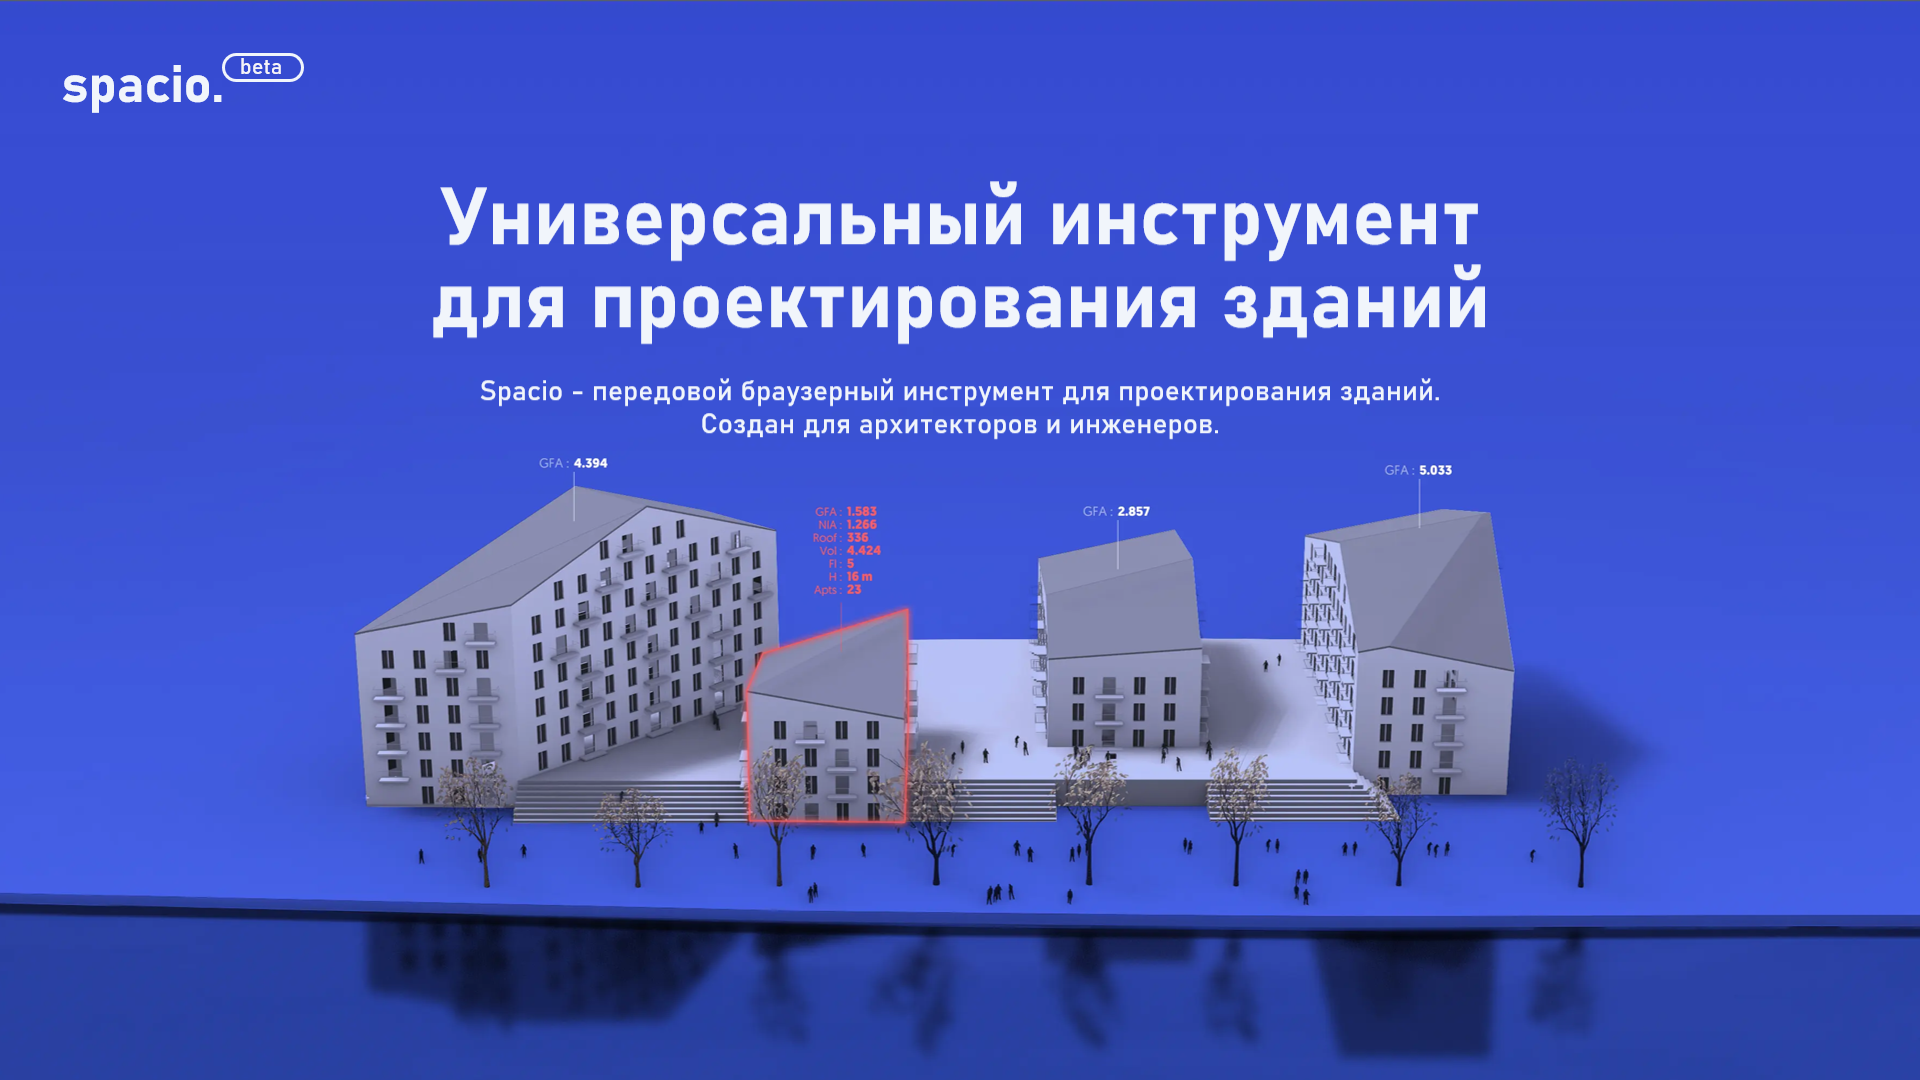 spacio. beta
Универсальный инструмент
для проектирования зданий
Spacio - передовой браузерный инструмент для проектирования зданий.
Создан для архитекторов и инженеров.
GFA : 4.394
GFA : 1.583
NIA : 1.266
Roof : 336
Vol : 4.424
Fl : 5
H : 16 m
Apts : 23
GFA : 2.857
GFA : 5.033